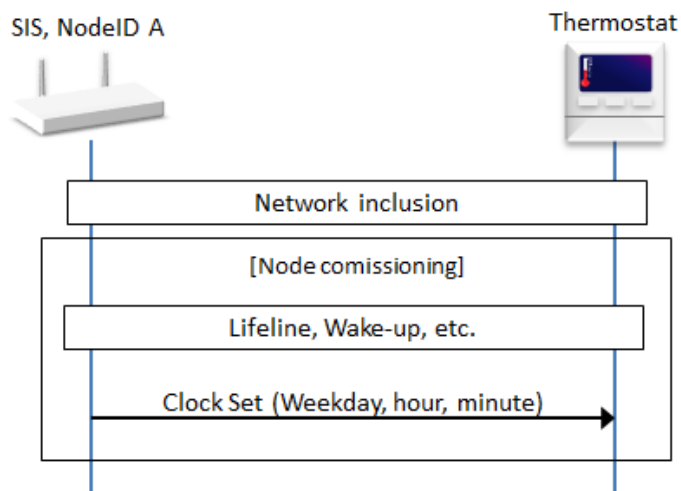 SIS, NodeID A
Thermostat
Network inclusion
[Node comissioning]
Lifeline, Wake-up, etc.
Clock Set (Weekday, hour, minute)